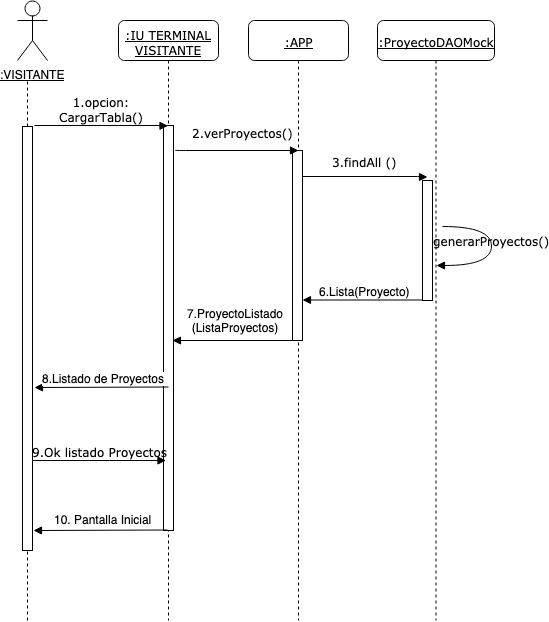 :VISITANTE
:IU TERMINAL
VISITANTE
:APP
:ProyectoDAOMock
1.opcion:
CargarTabla()
2.verProyectos()
3.findAll ()
generarProyectos()
6.Lista(Proyecto)
7.ProyectoListado
(ListaProyectos)
8.Listado de Proyectos
9.Ok listado Proyectos
10. Pantalla Inicial